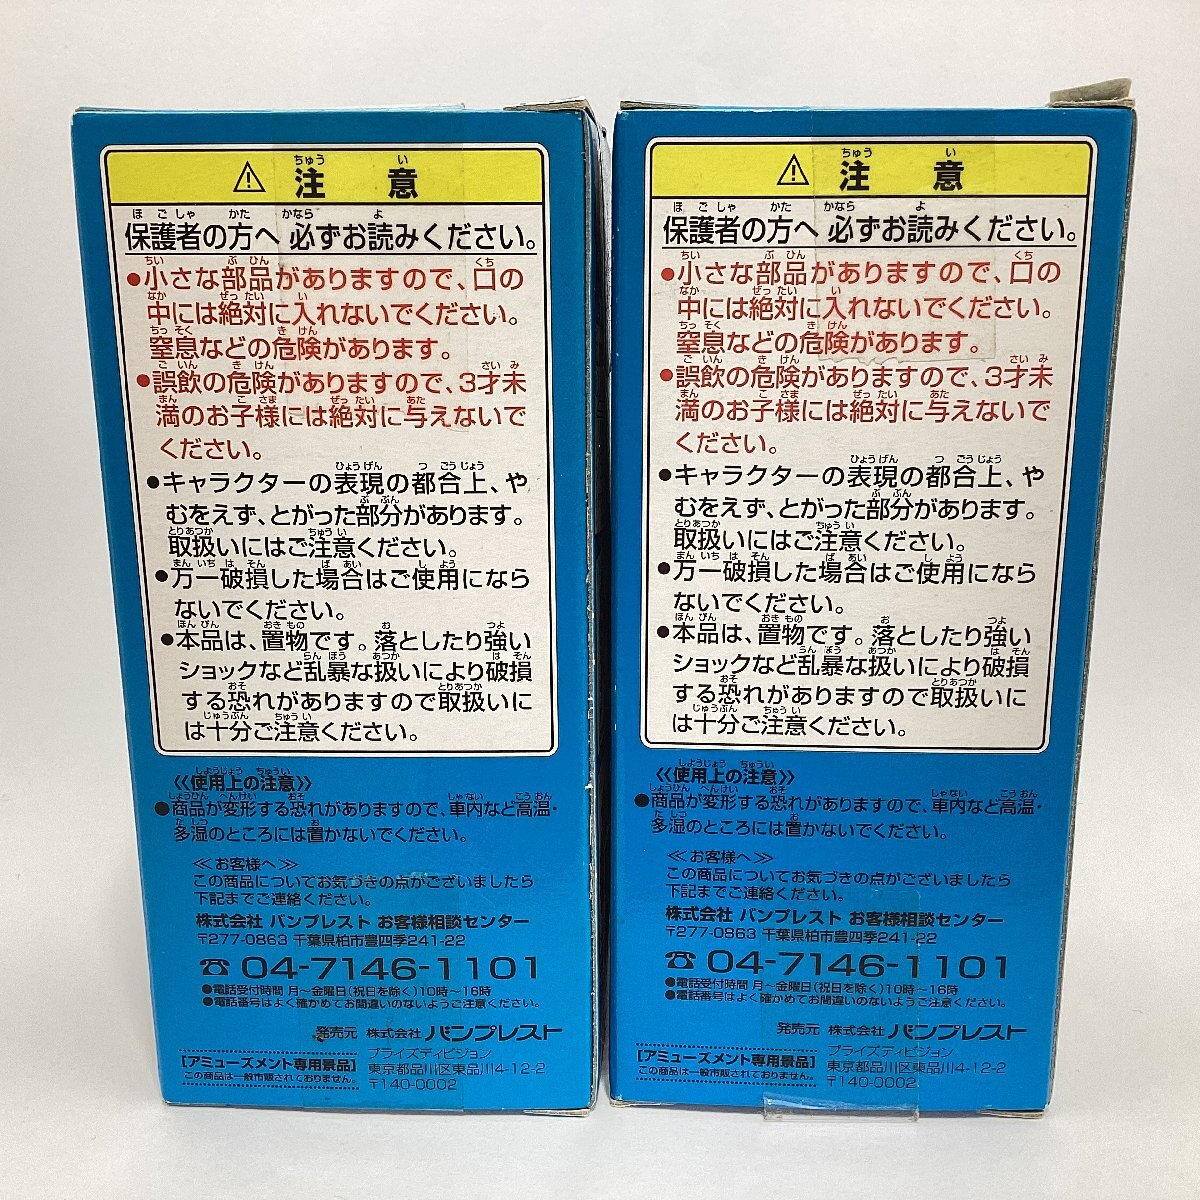 ⚠ 注意
保護者の方へ 必ずお読みください。
●小さな部品がありますので、口の
中には絶対に入れないでください。
窒息などの危険があります。
●誤飲の危険がありますので、3才未
満のお子様には絶対に与えないで
ください。
●キャラクターの表現の都合上、や
むをえず、とがった部分があります。
取扱いにはご注意ください。
●万一破損した場合はご使用になら
ないでください。
●本品は、置物です。落としたり強い
ショックなど乱暴な扱いにより破損
する恐れがありますので取扱いに
は十分ご注意ください。
≪使用上の注意≫
●商品が変形する恐れがありますので、車内など高温・
多湿のところには置かないでください。
≪お客様へ≫
この商品についてお気づきの点がございましたら
下記までご連絡ください。
株式会社 バンプレスト お客様相談センター
〒277-0863 千葉県柏市豊四季241-22
☎ 04-7146-1101
●電話受付時間 月～金曜日(祝日を除く)10時～16時
●電話番号はよく確かめてお間違いのないようご注意ください。
発売元 株式会社 バンプレスト
プライズディビジョン
[アミューズメント専用景品]
東京都品川区東品川4-12-2
この商品は一般市販されておりません。
〒140-0002
⚠ 注意
保護者の方へ 必ずお読みください。
●小さな部品がありますので、口の
中には絶対に入れないでください。
窒息などの危険があります。
●誤飲の危険がありますので、3才未
満のお子様には絶対に与えないで
ください。
●キャラクターの表現の都合上、や
むをえず、とがった部分があります。
取扱いにはご注意ください。
●万一破損した場合はご使用になら
ないでください。
●本品は、置物です。落としたり強い
ショックなど乱暴な扱いにより破損
する恐れがありますので取扱いに
は十分ご注意ください。
≪使用上の注意≫
●商品が変形する恐れがありますので、車内など高温・
多湿のところには置かないでください。
≪お客様へ≫
この商品についてお気づきの点がございましたら
下記までご連絡ください。
株式会社 バンプレスト お客様相談センター
〒277-0863 千葉県柏市豊四季241-22
☎ 04-7146-1101
●電話受付時間 月～金曜日(祝日を除く)10時～16時
●電話番号はよく確かめてお間違いのないようご注意ください。
発売元 株式会社 バンプレスト
プライズディビジョン
[アミューズメント専用景品]
東京都品川区東品川4-12-2
この商品は一般市販されておりません。
〒140-0002